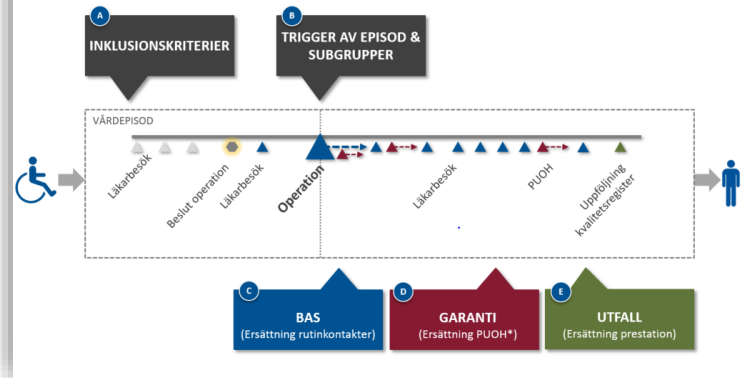 A
INKLUSIONSKRITERIER
B
TRIGGER AV EPISOD &
SUBGRUPPER
VÅRDEPISOD
Läkarbesök
Beslut operation
Läkarbesök
Operation
Läkarbesök
PUOH
Uppföljning
kvalitetsregister
C
BAS
(Ersättning rutinkontakter)
D
GARANTI
(Ersättning PUOH*)
E
UTFALL
(Ersättning prestation)